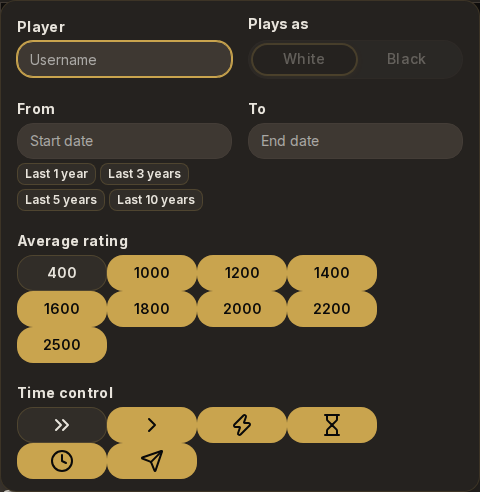 Player Plays as
Username White Black
From To
Start date End date
Last 1 year Last 3 years
Last 5 years Last 10 years
Average rating
400 1000 1200 1400
1600 1800 2000 2200
2500
Time control